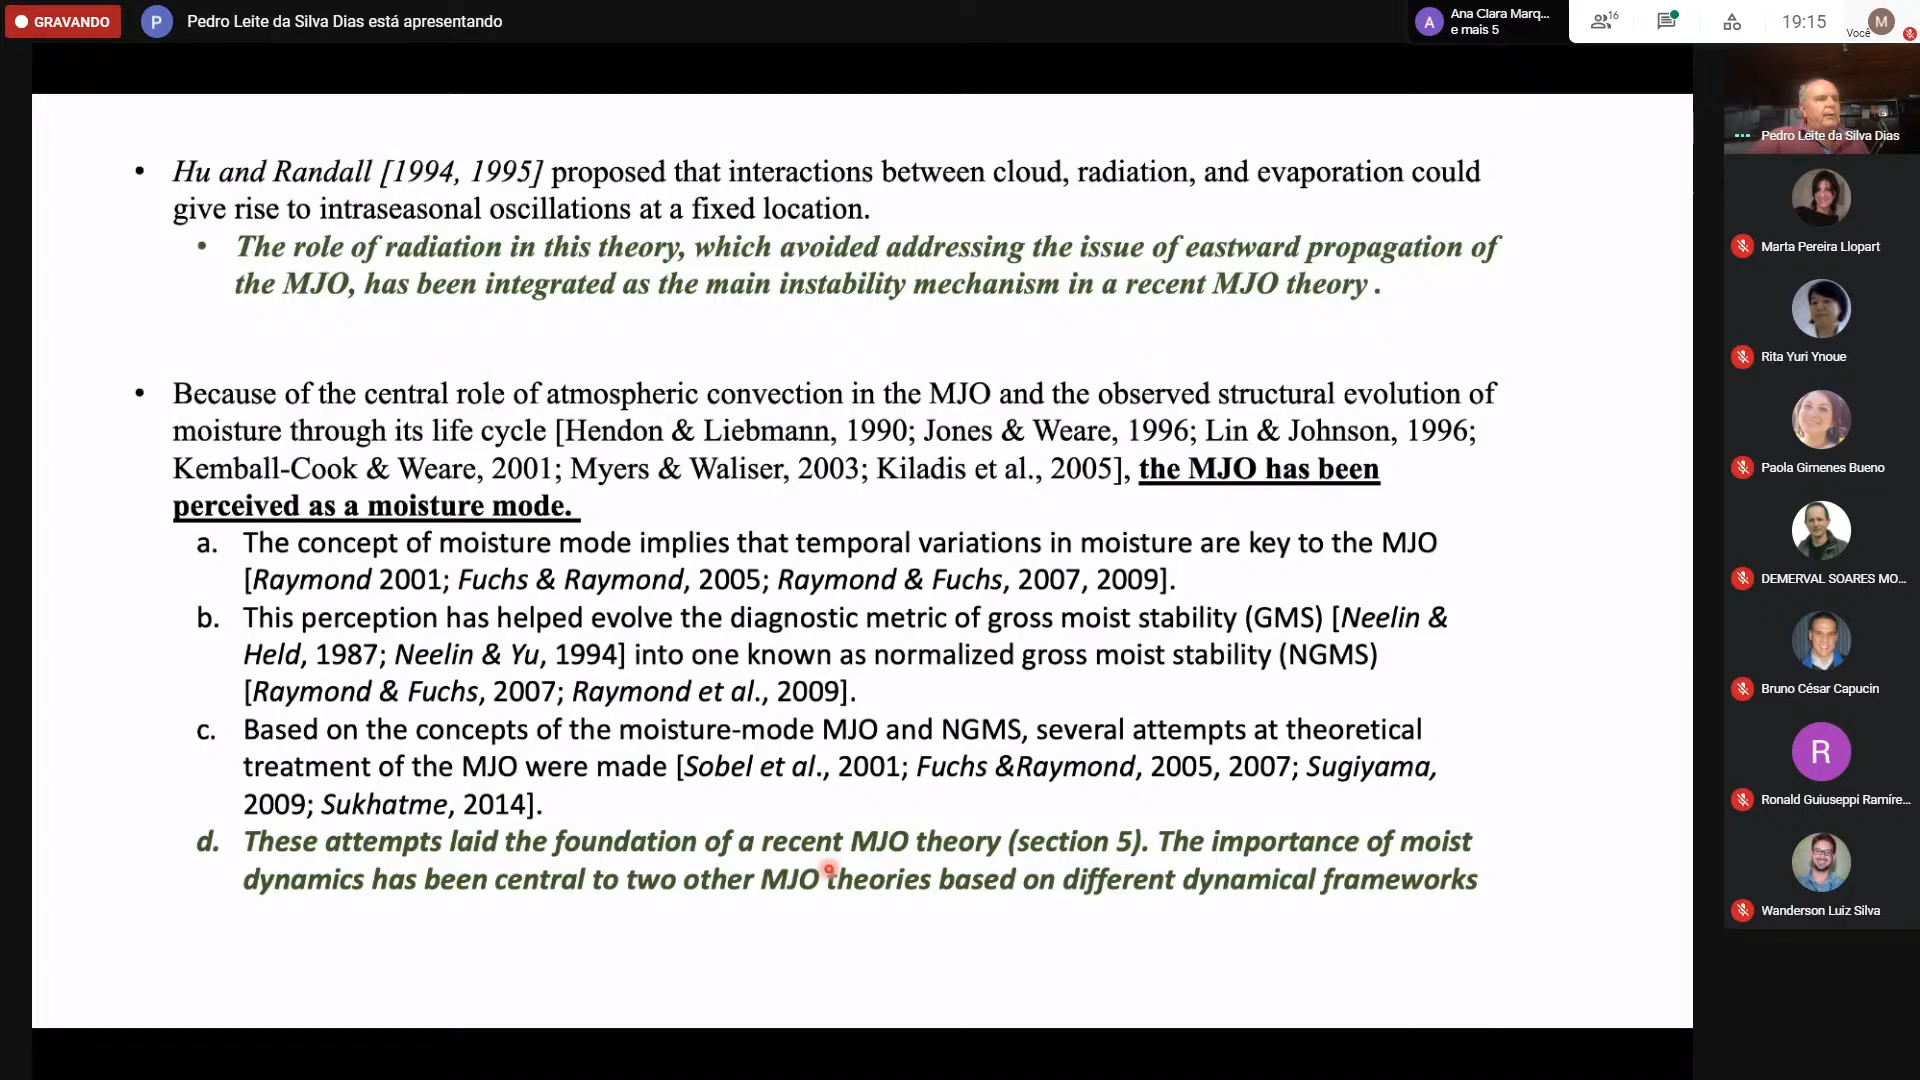 GRAVANDO
P
Pedro Leite da Silva Dias está apresentando
A
Ana Clara Marq...
e mais 5
16
19:15
Você
M
• Hu and Randall [1994, 1995] proposed that interactions between cloud, radiation, and evaporation could
give rise to intraseasonal oscillations at a fixed location.
• The role of radiation in this theory, which avoided addressing the issue of eastward propagation of
the MJO, has been integrated as the main instability mechanism in a recent MJO theory .
• Because of the central role of atmospheric convection in the MJO and the observed structural evolution of
moisture through its life cycle [Hendon & Liebmann, 1990; Jones & Weare, 1996; Lin & Johnson, 1996;
Kemball-Cook & Weare, 2001; Myers & Waliser, 2003; Kiladis et al., 2005], the MJO has been
perceived as a moisture mode.
a. The concept of moisture mode implies that temporal variations in moisture are key to the MJO
[Raymond 2001; Fuchs & Raymond, 2005; Raymond & Fuchs, 2007, 2009].
b. This perception has helped evolve the diagnostic metric of gross moist stability (GMS) [Neelin &
Held, 1987; Neelin & Yu, 1994] into one known as normalized gross moist stability (NGMS)
[Raymond & Fuchs, 2007; Raymond et al., 2009].
c. Based on the concepts of the moisture-mode MJO and NGMS, several attempts at theoretical
treatment of the MJO were made [Sobel et al., 2001; Fuchs &Raymond, 2005, 2007; Sugiyama,
2009; Sukhatme, 2014].
d. These attempts laid the foundation of a recent MJO theory (section 5). The importance of moist
dynamics has been central to two other MJO theories based on different dynamical frameworks
Pedro Leite da Silva Dias
Marta Pereira Llopart
Rita Yuri Ynoue
Paola Gimenes Bueno
DEMERVAL SOARES MO...
Bruno César Capucin
R
Ronald Guiuseppi Ramíre...
Wanderson Luiz Silva